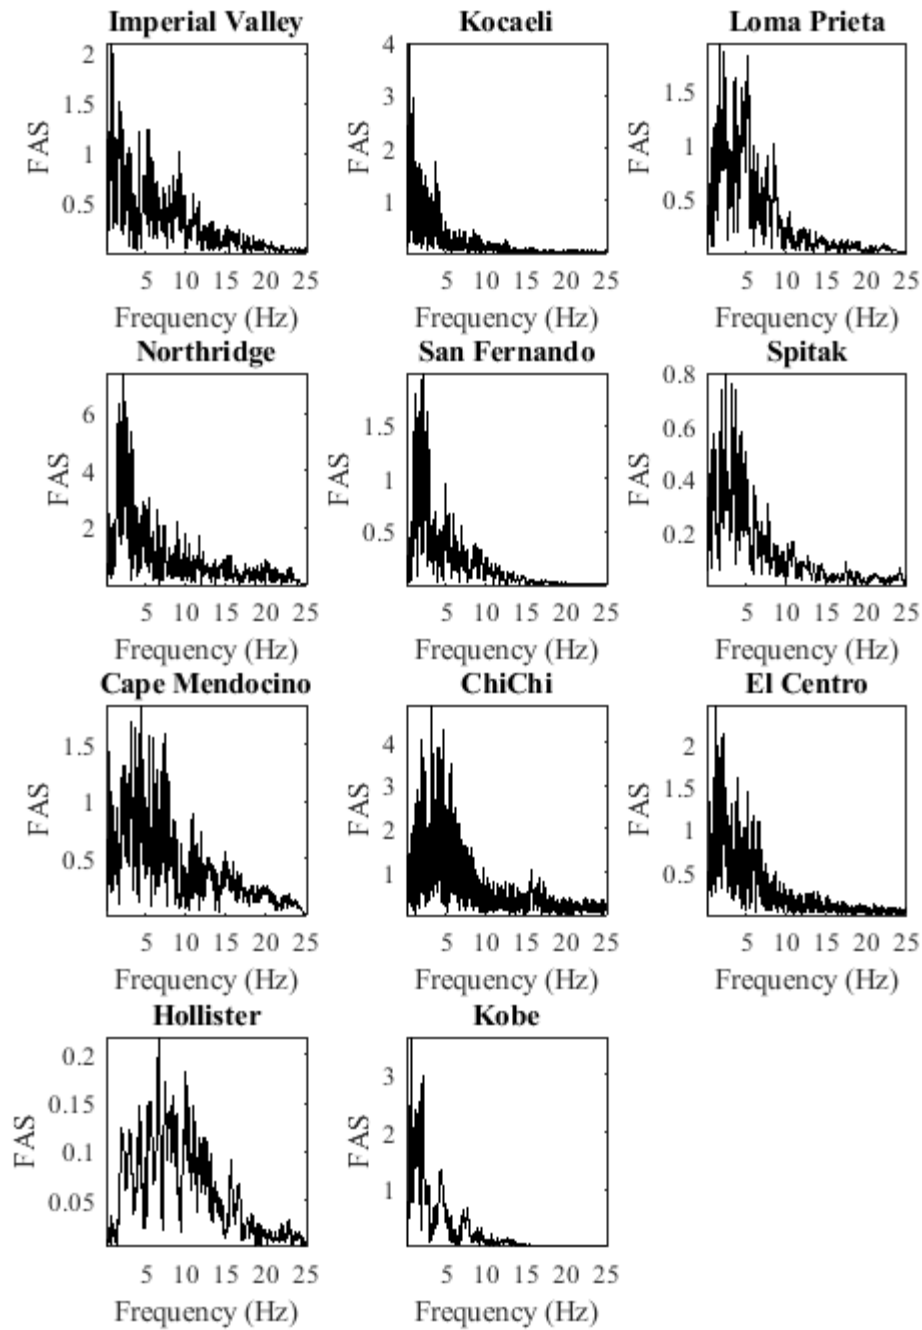 Imperial Valley
2
1.5
1
0.5
FAS
5 10 15 20 25
Frequency (Hz)
Kocaeli
4
3
2
1
FAS
5 10 15 20 25
Frequency (Hz)
Loma Prieta
1.5
1
0.5
FAS
5 10 15 20 25
Frequency (Hz)
Northridge
6
4
2
FAS
5 10 15 20 25
Frequency (Hz)
San Fernando
1.5
1
0.5
FAS
5 10 15 20 25
Frequency (Hz)
Spitak
0.8
0.6
0.4
0.2
FAS
5 10 15 20 25
Frequency (Hz)
Cape Mendocino
1.5
1
0.5
FAS
5 10 15 20 25
Frequency (Hz)
ChiChi
4
3
2
1
FAS
5 10 15 20 25
Frequency (Hz)
El Centro
2
1.5
1
0.5
FAS
5 10 15 20 25
Frequency (Hz)
Hollister
0.2
0.15
0.1
0.05
FAS
5 10 15 20 25
Frequency (Hz)
Kobe
3
2
1
FAS
5 10 15 20 25
Frequency (Hz)